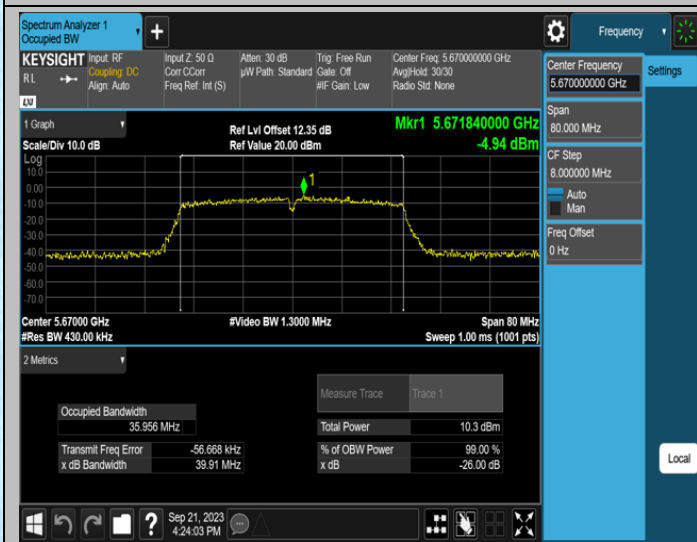 Spectrum Analyzer 1
Occupied BW
Frequency
KEYSIGHT
RL
LXI
Input: RF
Coupling: DC
Align: Auto
Input Z: 50 Ω
Corr CCorr
Freq Ref: Int (S)
Atten: 30 dB
µW Path: Standard
Trig: Free Run
Gate: Off
#IF Gain: Low
Center Freq: 5.670000000 GHz
Avg|Hold: 30/30
Radio Std: None
Center Frequency
5.670000000 GHz
Settings
Span
80.000 MHz
CF Step
8.000000 MHz
Auto
Man
Freq Offset
0 Hz
1 Graph
Scale/Div 10.0 dB
Ref Lvl Offset 12.35 dB
Ref Value 20.00 dBm
Mkr1 5.671840000 GHz
-4.94 dBm
Log
10.0
0.00
-10.0
-20.0
-30.0
-40.0
-50.0
-60.0
-70.0
1
Center 5.67000 GHz
#Res BW 430.00 kHz
#Video BW 1.3000 MHz
Span 80 MHz
Sweep 1.00 ms (1001 pts)
2 Metrics
Measure Trace Trace 1
Occupied Bandwidth
35.956 MHz
Total Power 10.3 dBm
Transmit Freq Error -56.668 kHz
% of OBW Power 99.00 %
x dB Bandwidth 39.91 MHz
x dB -26.00 dB
Local
?
Sep 21, 2023
4:24:03 PM